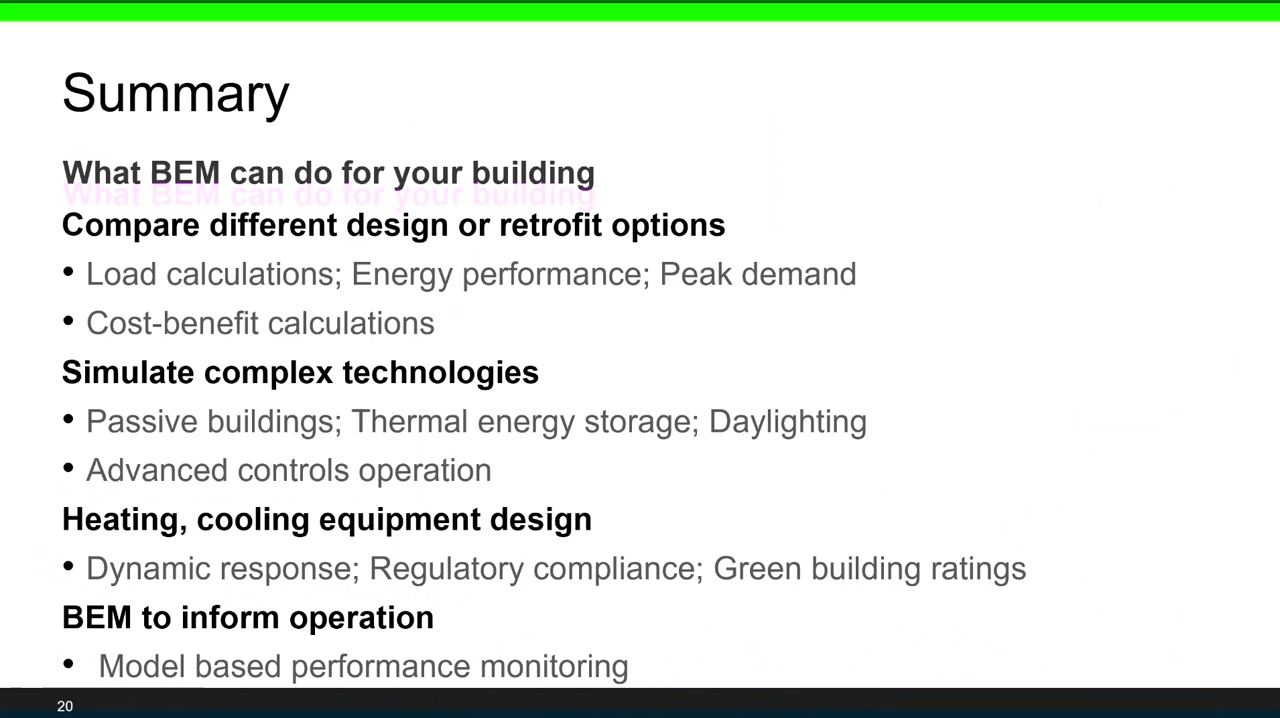 Summary
What BEM can do for your building
Compare different design or retrofit options
• Load calculations; Energy performance; Peak demand
• Cost-benefit calculations
Simulate complex technologies
• Passive buildings; Thermal energy storage; Daylighting
• Advanced controls operation
Heating, cooling equipment design
• Dynamic response; Regulatory compliance; Green building ratings
BEM to inform operation
• Model based performance monitoring
20